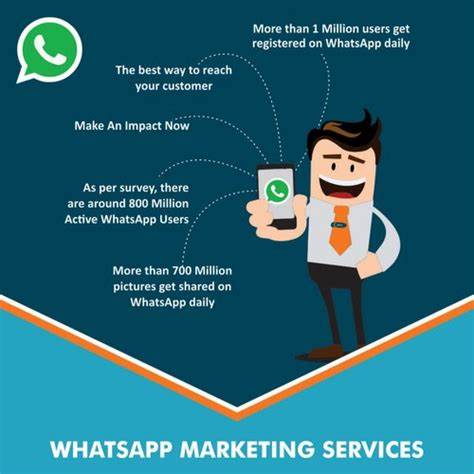 More than 1 Million users get
registered on WhatsApp daily
The best way to reach
your customer
Make An Impact Now
As per survey, there
are around 800 Million
Active WhatsApp Users
More than 700 Million
pictures get shared on
WhatsApp daily
WHATSAPP MARKETING SERVICES